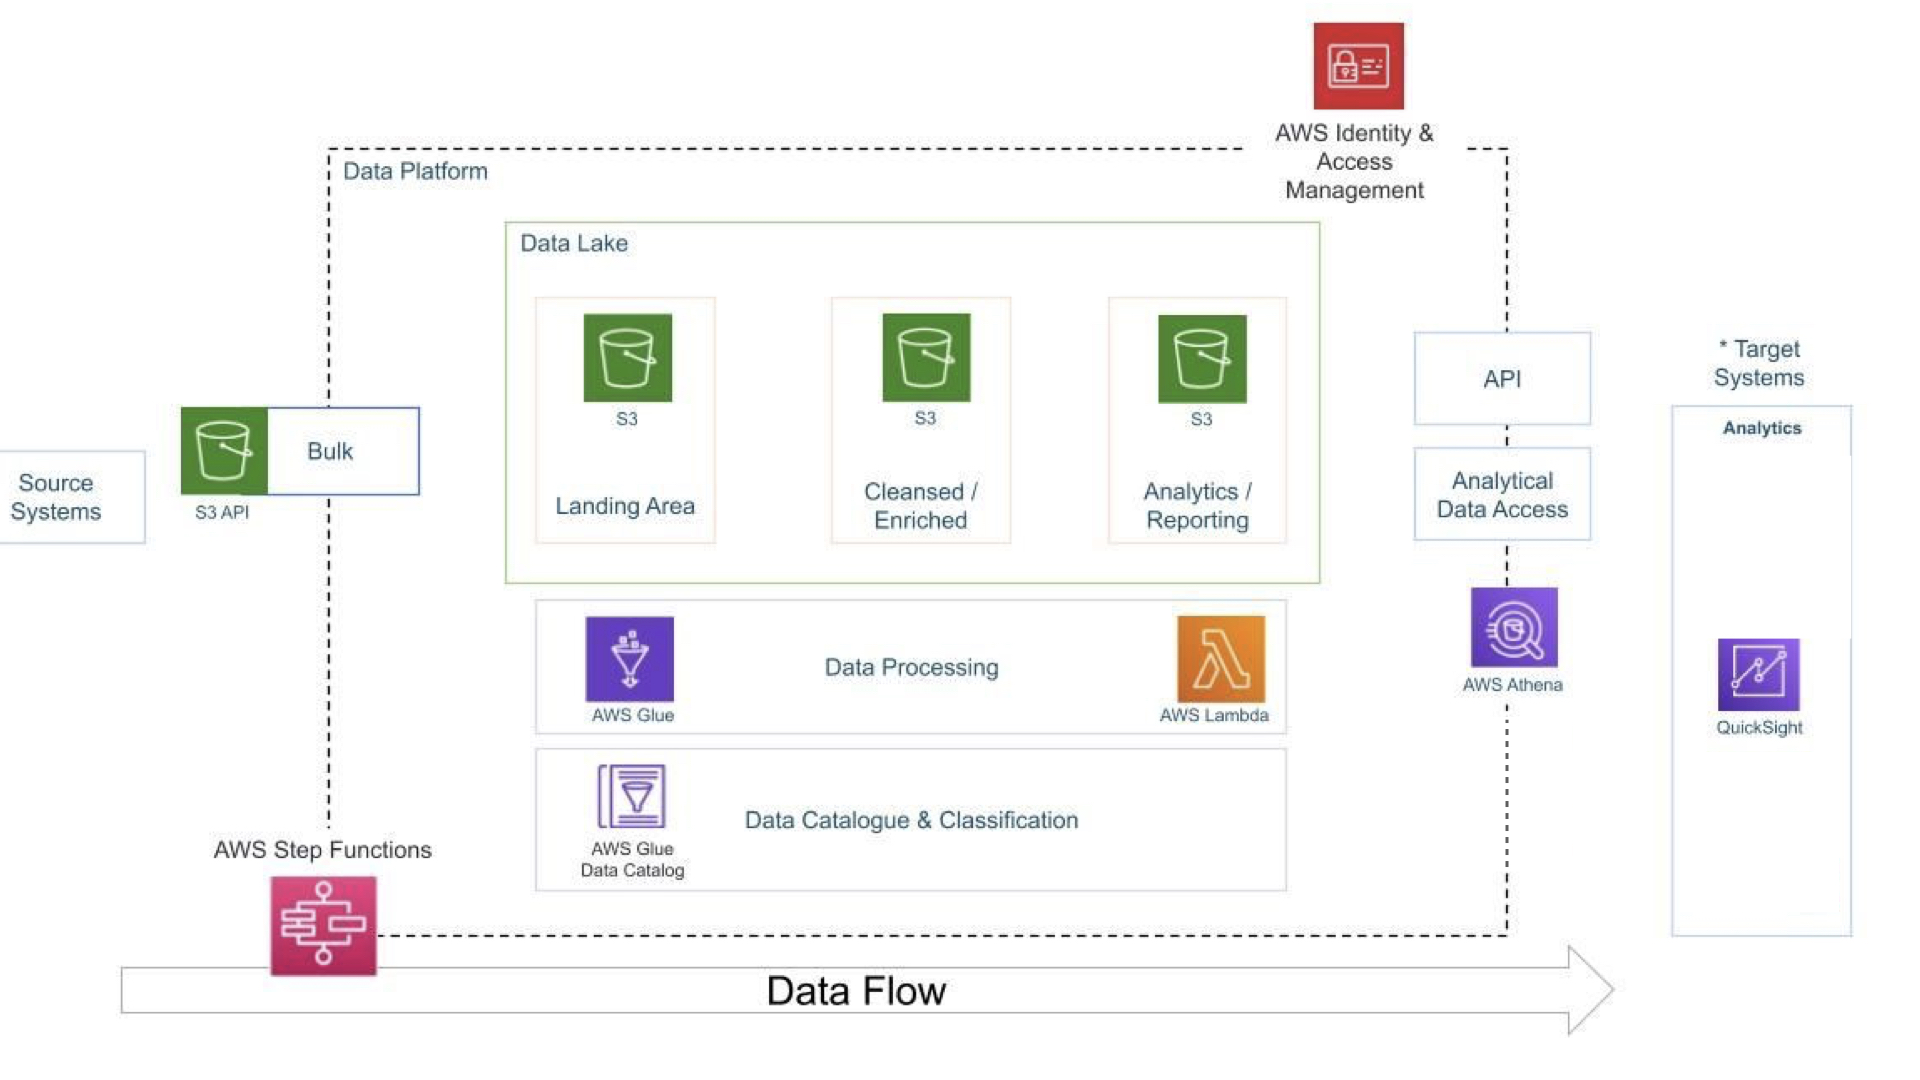 AWS Identity &
Access
Management
Data Platform
Data Lake
S3
Landing Area
S3
Cleansed /
Enriched
S3
Analytics /
Reporting
Source
Systems
S3 API
Bulk
API
Analytical
Data Access
AWS Athena
* Target
Systems
Analytics
QuickSight
AWS Glue
Data Processing
AWS Lambda
AWS Glue
Data Catalog
Data Catalogue & Classification
AWS Step Functions
Data Flow